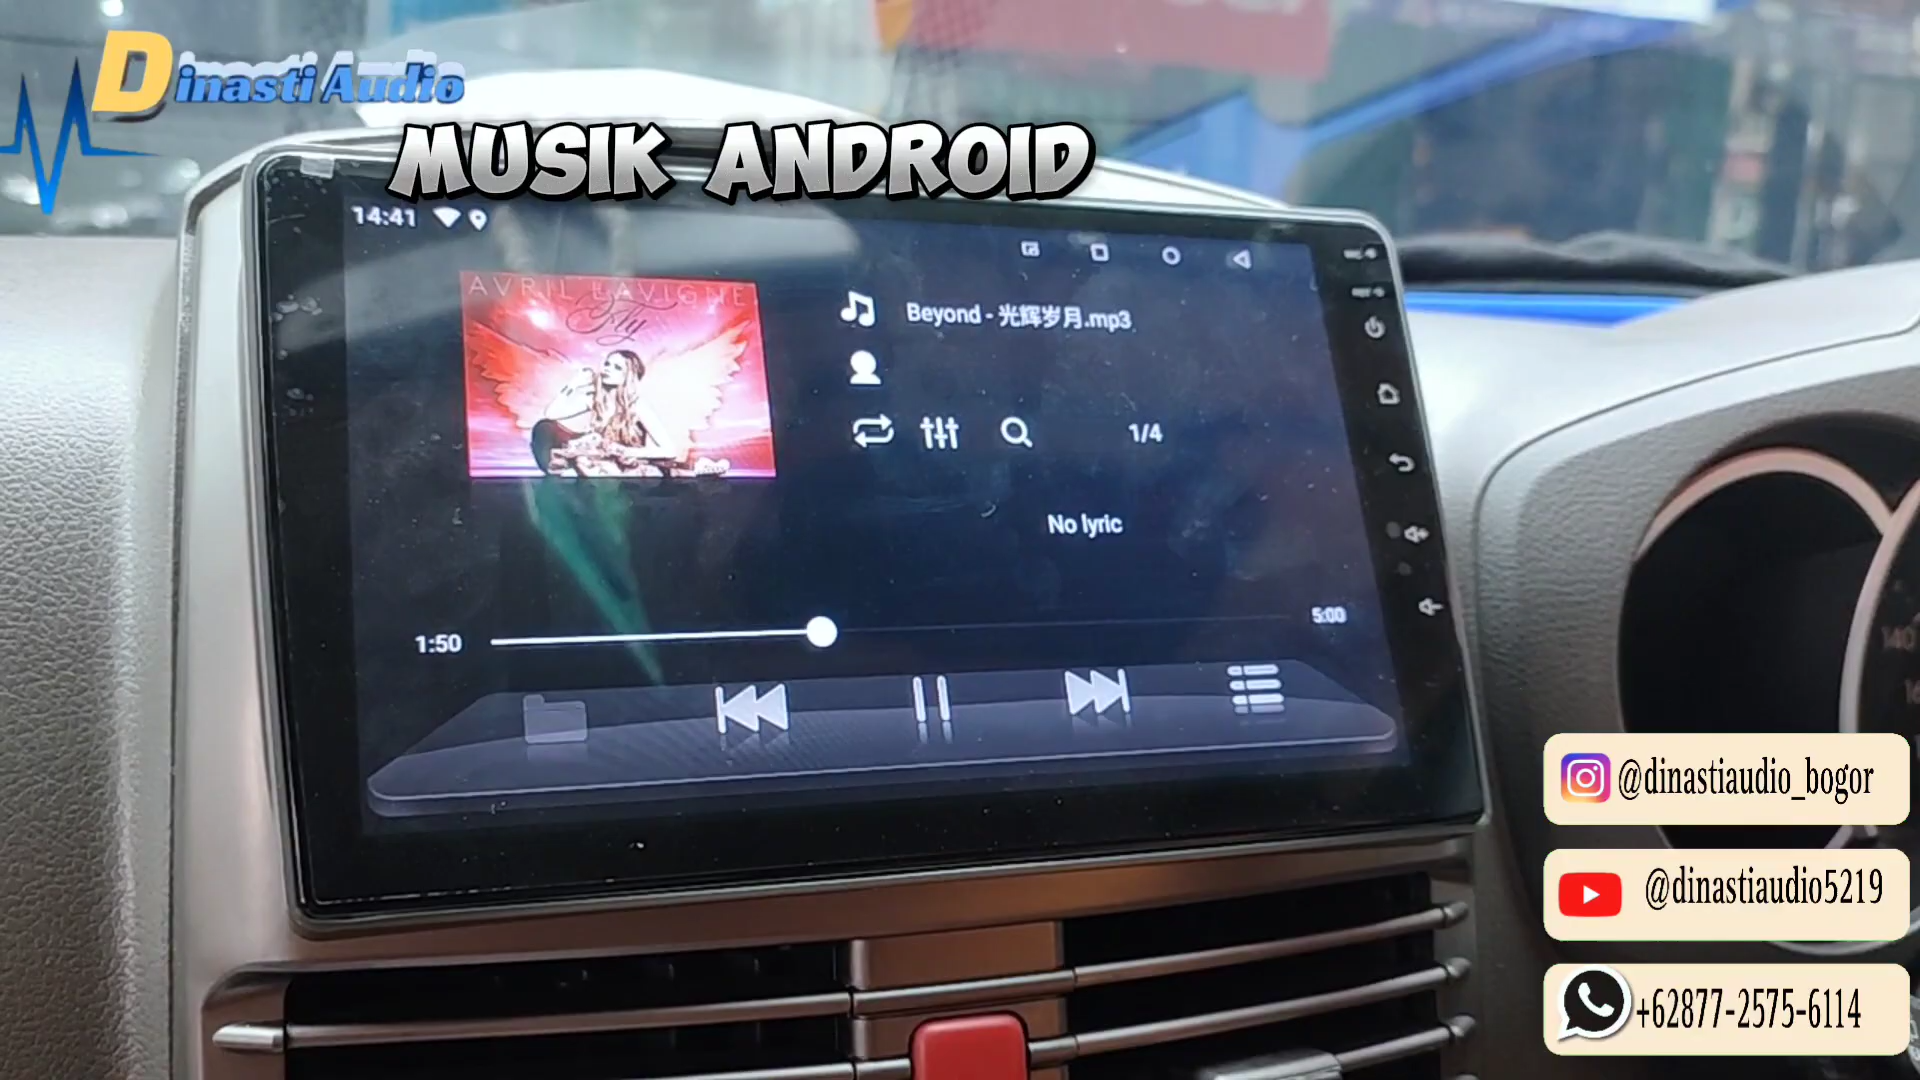 Dinasti Audio
MUSIK ANDROID
14:41
AVRIL LAVIGNE
Fly
Beyond - 光辉岁月.mp3
1/4
No lyric
1:50
5:00
140
@dinastiaudio_bogor
@dinastiaudio5219
+62877-2575-6114